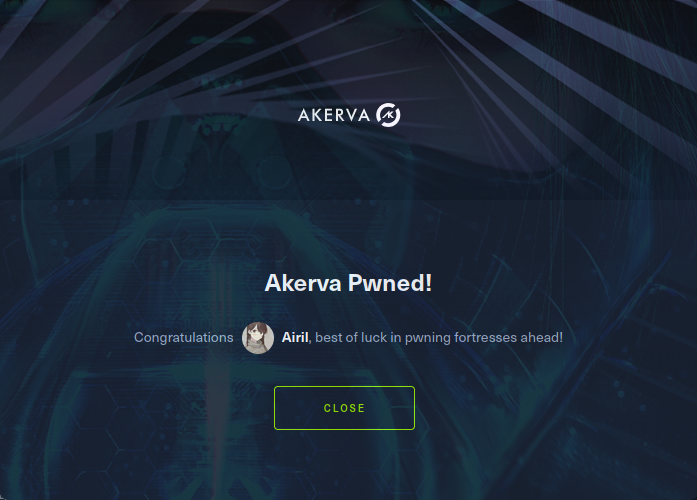 AKERVA
Akerva Pwned!
Congratulations Airil, best of luck in pwning fortresses ahead!
CLOSE